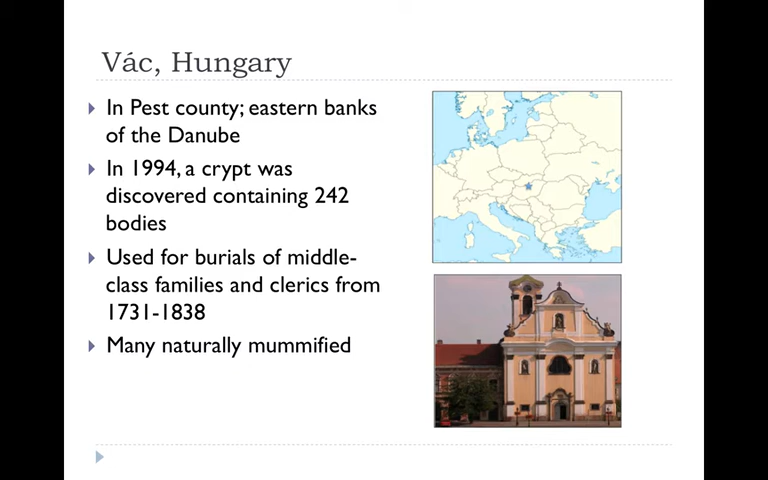 Vác, Hungary
In Pest county; eastern banks
of the Danube
In 1994, a crypt was
discovered containing 242
bodies
Used for burials of middle-
class families and clerics from
1731-1838
Many naturally mummified